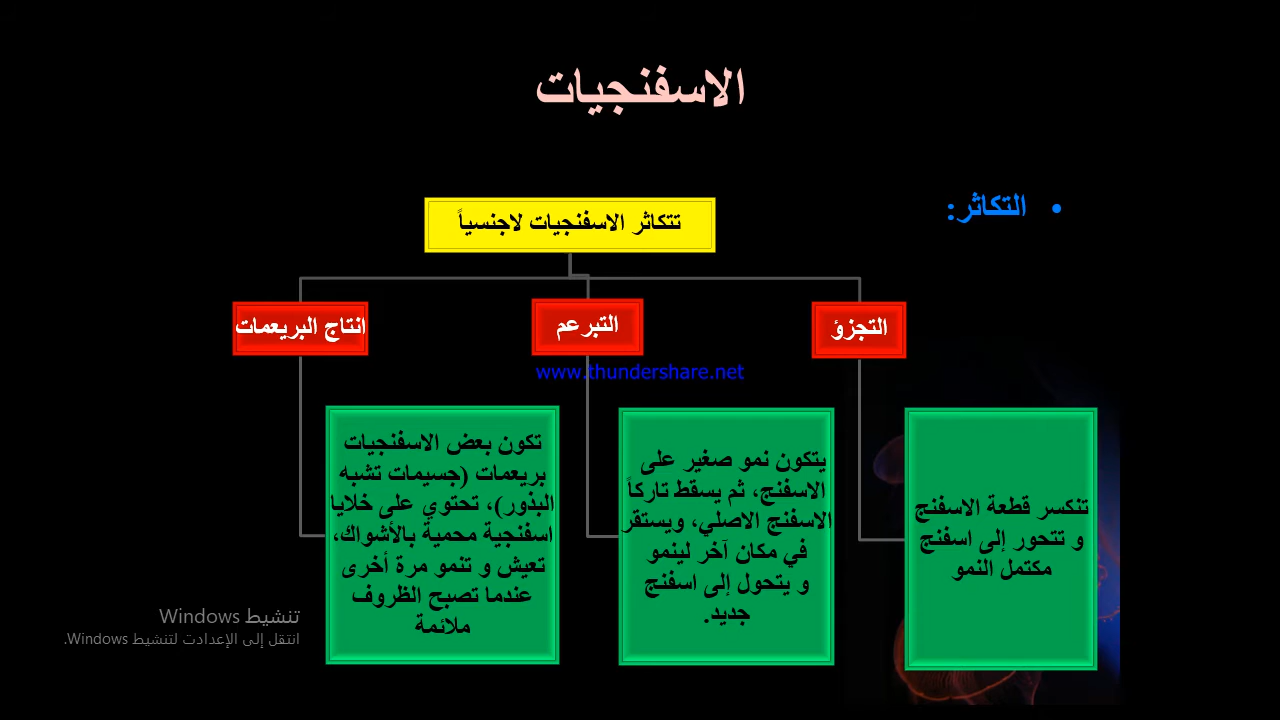 الاسفنجيات
• التكاثر:
تتكاثر الاسفنجيات لاجنسياً
التجزؤ
التبرعم
انتاج البريعمات
www.thundershare.net
تنكسر قطعة الاسفنج
و تتحور إلى اسفنج
مكتمل النمو
يتكون نمو صغير على
الاسفنج، ثم يسقط تاركاً
الاسفنج الاصلي، ويستقر
في مكان آخر لينمو
و يتحول إلى اسفنج
جديد.
تكون بعض الاسفنجيات
بريعمات (جسيمات تشبه
البذور)، تحتوي على خلايا
اسفنجية محمية بالأشواك،
تعيش و تنمو مرة أخرى
عندما تصبح الظروف
ملائمة
تنشيط Windows
انتقل إلى الإعدادت لتنشيط Windows.